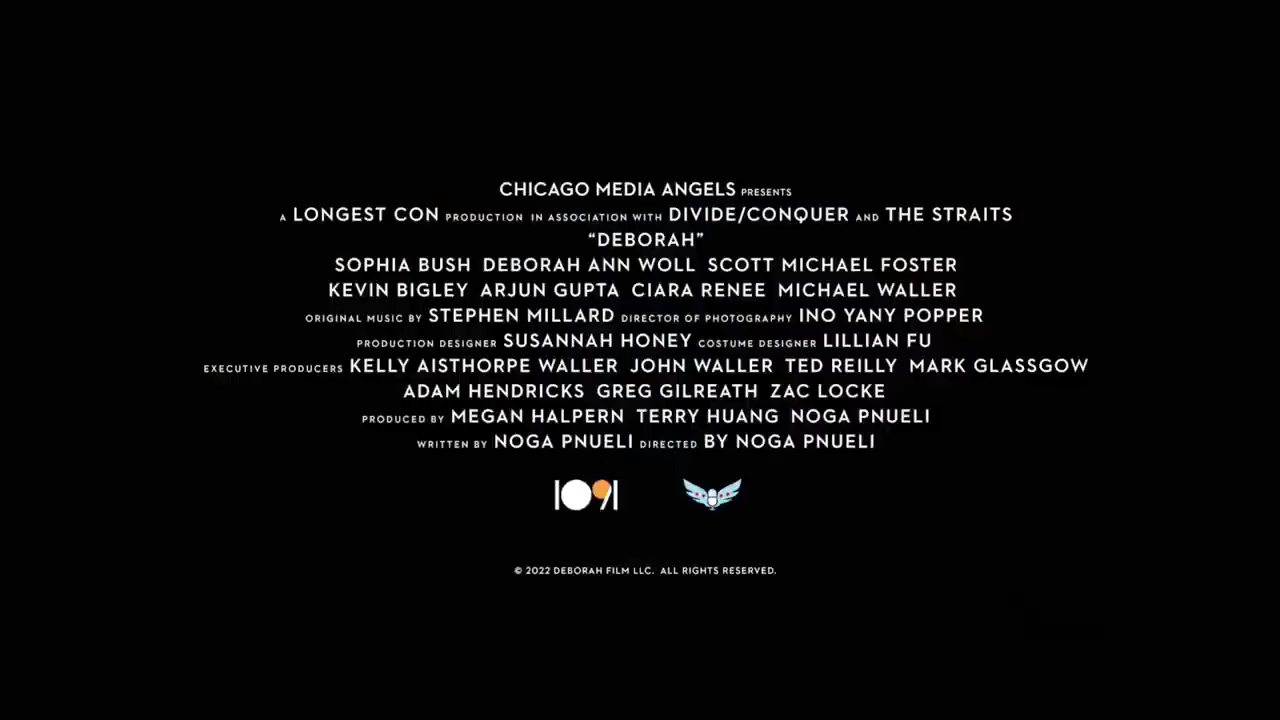 CHICAGO MEDIA ANGELS PRESENTS
A LONGEST CON PRODUCTION IN ASSOCIATION WITH DIVIDE/CONQUER AND THE STRAITS
“DEBORAH”
SOPHIA BUSH DEBORAH ANN WOLL SCOTT MICHAEL FOSTER
KEVIN BIGLEY ARJUN GUPTA CIARA RENEE MICHAEL WALLER
ORIGINAL MUSIC BY STEPHEN MILLARD DIRECTOR OF PHOTOGRAPHY INO YANY POPPER
PRODUCTION DESIGNER SUSANNAH HONEY COSTUME DESIGNER LILLIAN FU
EXECUTIVE PRODUCERS KELLY AISTHORPE WALLER JOHN WALLER TED REILLY MARK GLASSGOW
ADAM HENDRICKS GREG GILREATH ZAC LOCKE
PRODUCED BY MEGAN HALPERN TERRY HUANG NOGA PNUELI
WRITTEN BY NOGA PNUELI DIRECTED BY NOGA PNUELI
1091
© 2022 DEBORAH FILM LLC. ALL RIGHTS RESERVED.